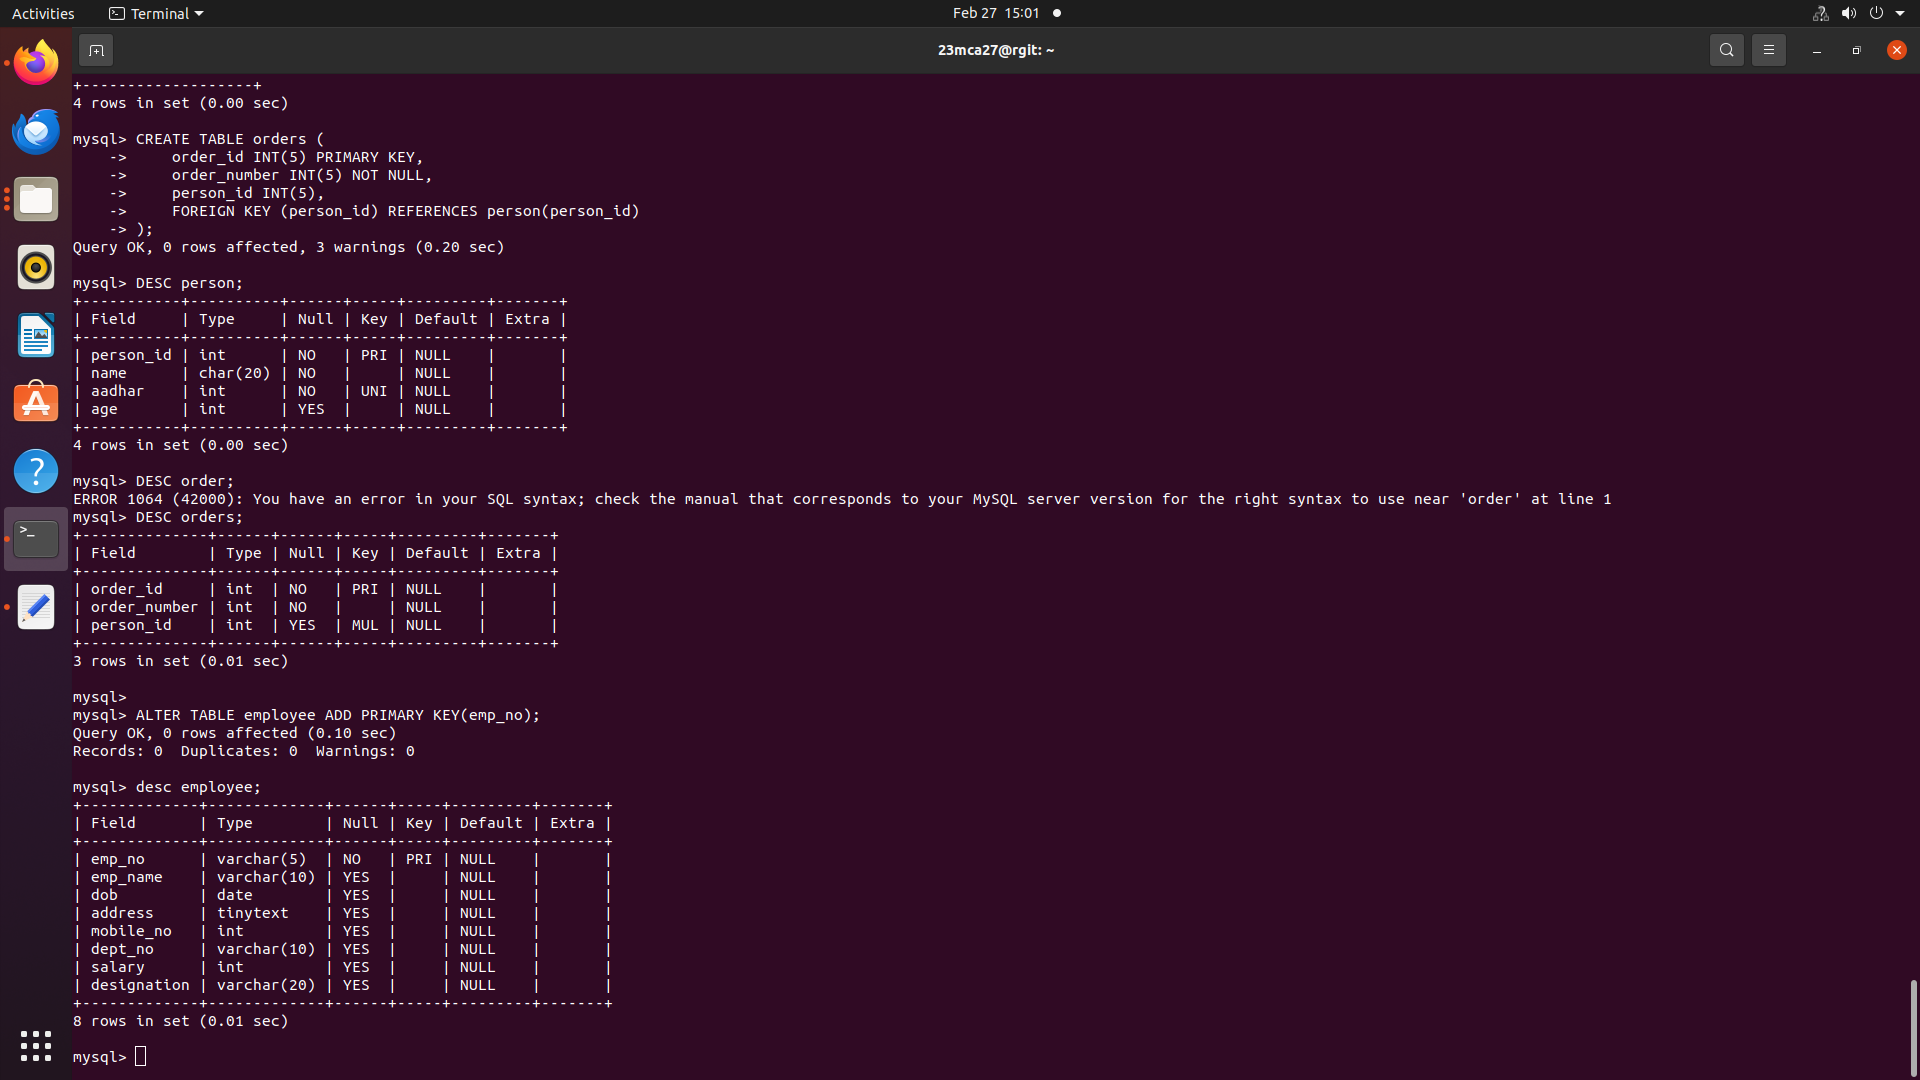 Activities Terminal Feb 27 15:01
23mca27@rgit: ~
+-------------------+
4 rows in set (0.00 sec)

mysql> CREATE TABLE orders (
    ->     order_id INT(5) PRIMARY KEY,
    ->     order_number INT(5) NOT NULL,
    ->     person_id INT(5),
    ->     FOREIGN KEY (person_id) REFERENCES person(person_id)
    -> );
Query OK, 0 rows affected, 3 warnings (0.20 sec)

mysql> DESC person;
+-----------+----------+------+-----+---------+-------+
| Field     | Type     | Null | Key | Default | Extra |
+-----------+----------+------+-----+---------+-------+
| person_id | int      | NO   | PRI | NULL    |       |
| name      | char(20) | NO   |     | NULL    |       |
| aadhar    | int      | NO   | UNI | NULL    |       |
| age       | int      | YES  |     | NULL    |       |
+-----------+----------+------+-----+---------+-------+
4 rows in set (0.00 sec)

mysql> DESC order;
ERROR 1064 (42000): You have an error in your SQL syntax; check the manual that corresponds to your MySQL server version for the right syntax to use near 'order' at line 1
mysql> DESC orders;
+--------------+------+------+-----+---------+-------+
| Field        | Type | Null | Key | Default | Extra |
+--------------+------+------+-----+---------+-------+
| order_id     | int  | NO   | PRI | NULL    |       |
| order_number | int  | NO   |     | NULL    |       |
| person_id    | int  | YES  | MUL | NULL    |       |
+--------------+------+------+-----+---------+-------+
3 rows in set (0.01 sec)

mysql>
mysql> ALTER TABLE employee ADD PRIMARY KEY(emp_no);
Query OK, 0 rows affected (0.10 sec)
Records: 0  Duplicates: 0  Warnings: 0

mysql> desc employee;
+-------------+-------------+------+-----+---------+-------+
| Field       | Type        | Null | Key | Default | Extra |
+-------------+-------------+------+-----+---------+-------+
| emp_no      | varchar(5)  | NO   | PRI | NULL    |       |
| emp_name    | varchar(10) | YES  |     | NULL    |       |
| dob         | date        | YES  |     | NULL    |       |
| address     | tinytext    | YES  |     | NULL    |       |
| mobile_no   | int         | YES  |     | NULL    |       |
| dept_no     | varchar(10) | YES  |     | NULL    |       |
| salary      | int         | YES  |     | NULL    |       |
| designation | varchar(20) | YES  |     | NULL    |       |
+-------------+-------------+------+-----+---------+-------+
8 rows in set (0.01 sec)

mysql>